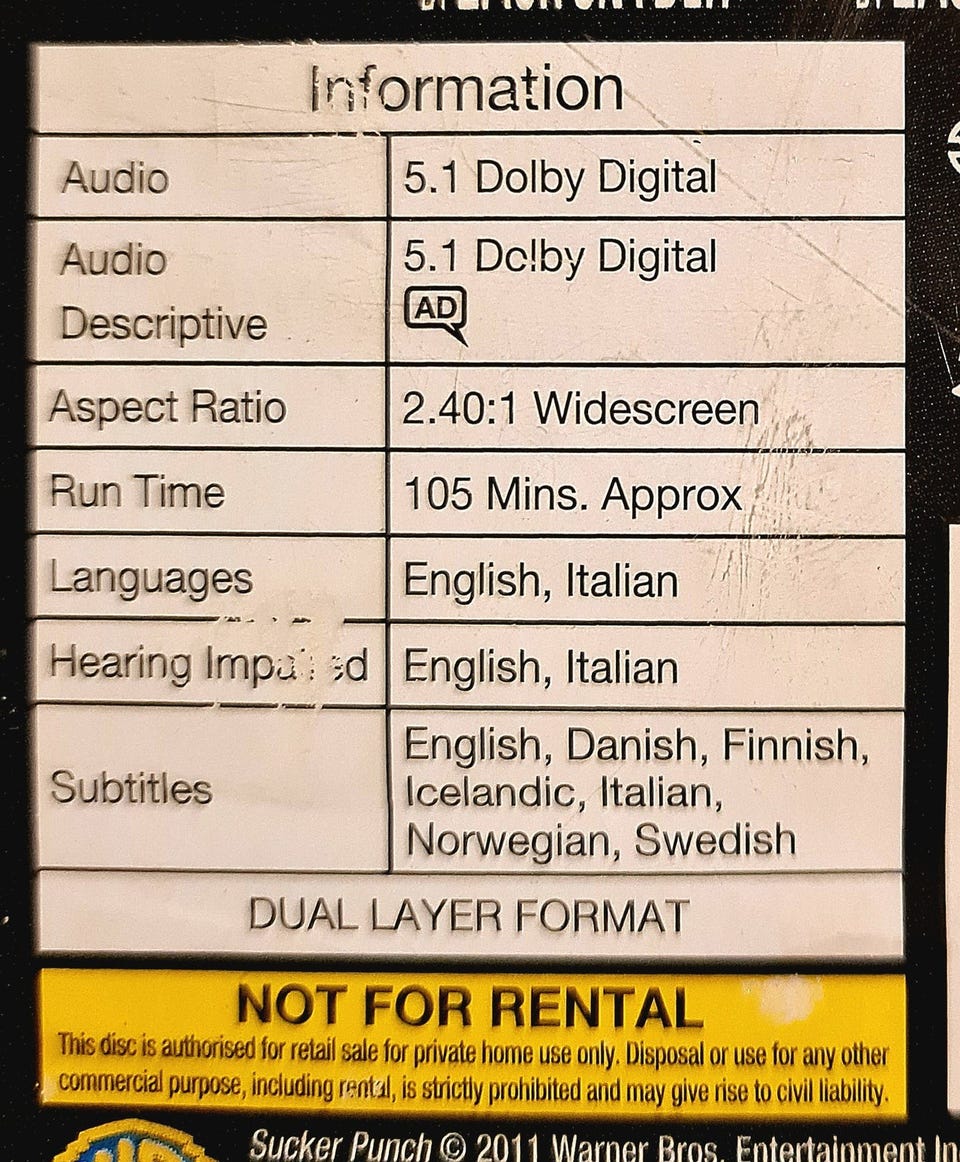 Information
Audio 5.1 Dolby Digital
Audio Descriptive 5.1 Dolby Digital
AD
Aspect Ratio 2.40:1 Widescreen
Run Time 105 Mins. Approx
Languages English, Italian
Hearing Impaired English, Italian
Subtitles English, Danish, Finnish,
Icelandic, Italian,
Norwegian, Swedish
DUAL LAYER FORMAT
NOT FOR RENTAL
This disc is authorised for retail sale for private home use only. Disposal or use for any other
commercial purpose, including rental, is strictly prohibited and may give rise to civil liability.
Sucker Punch © 2011 Warner Bros. Entertainment In